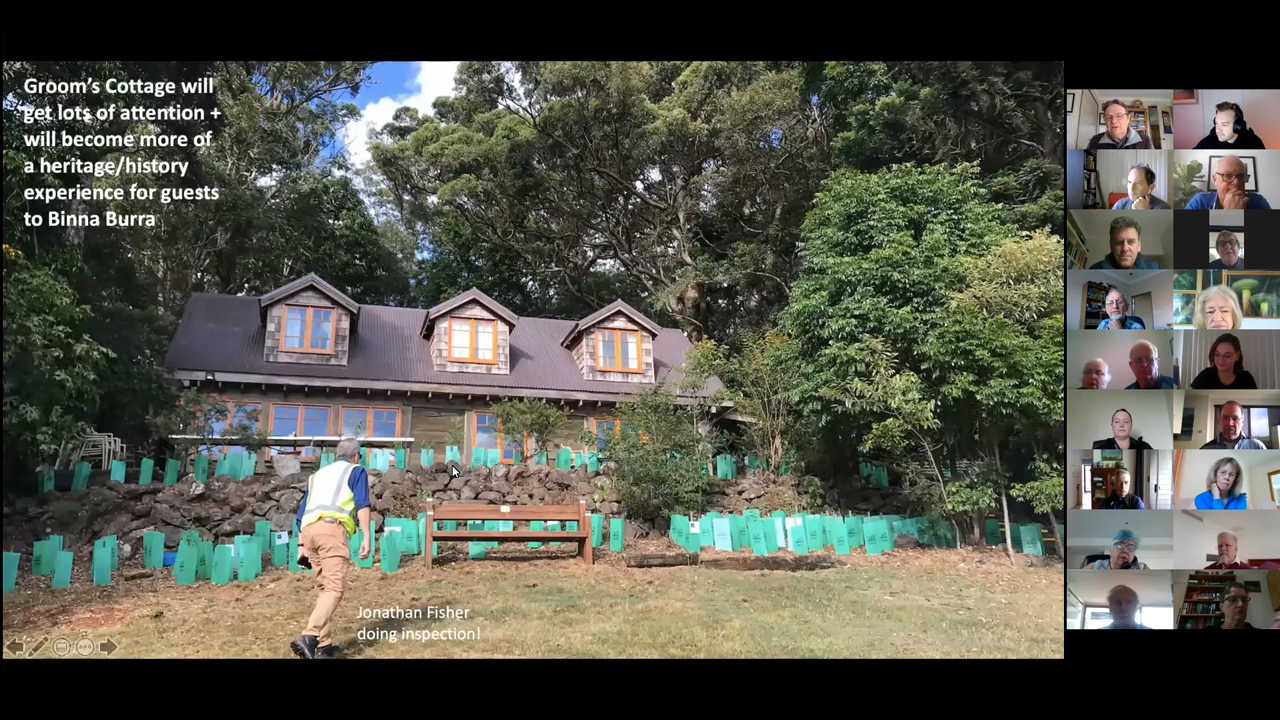 Groom's Cottage will
get lots of attention +
will become more of
a heritage/history
experience for guests
to Binna Burra
Jonathan Fisher
doing inspection!